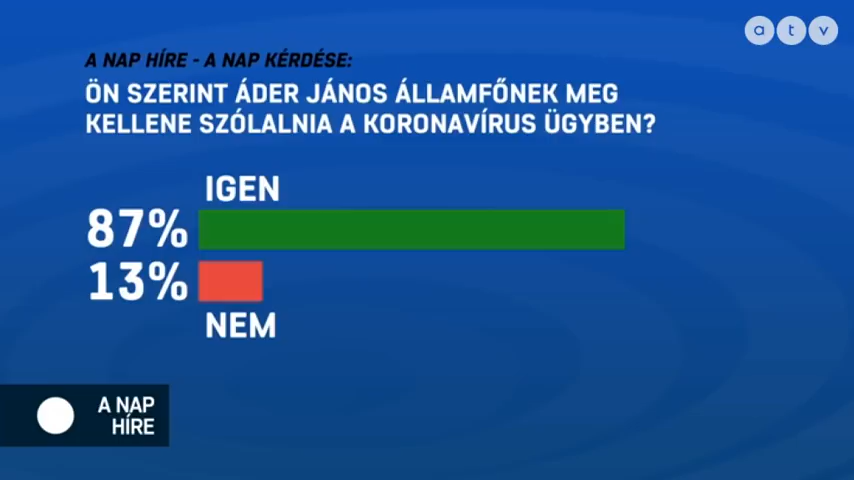 atv
A NAP HÍRE - A NAP KÉRDÉSE:
ÖN SZERINT ÁDER JÁNOS ÁLLAMFŐNEK MEG
KELLENE SZÓLALNIA A KORONAVÍRUS ÜGYBEN?
IGEN
87%
13%
NEM
A NAP
HÍRE